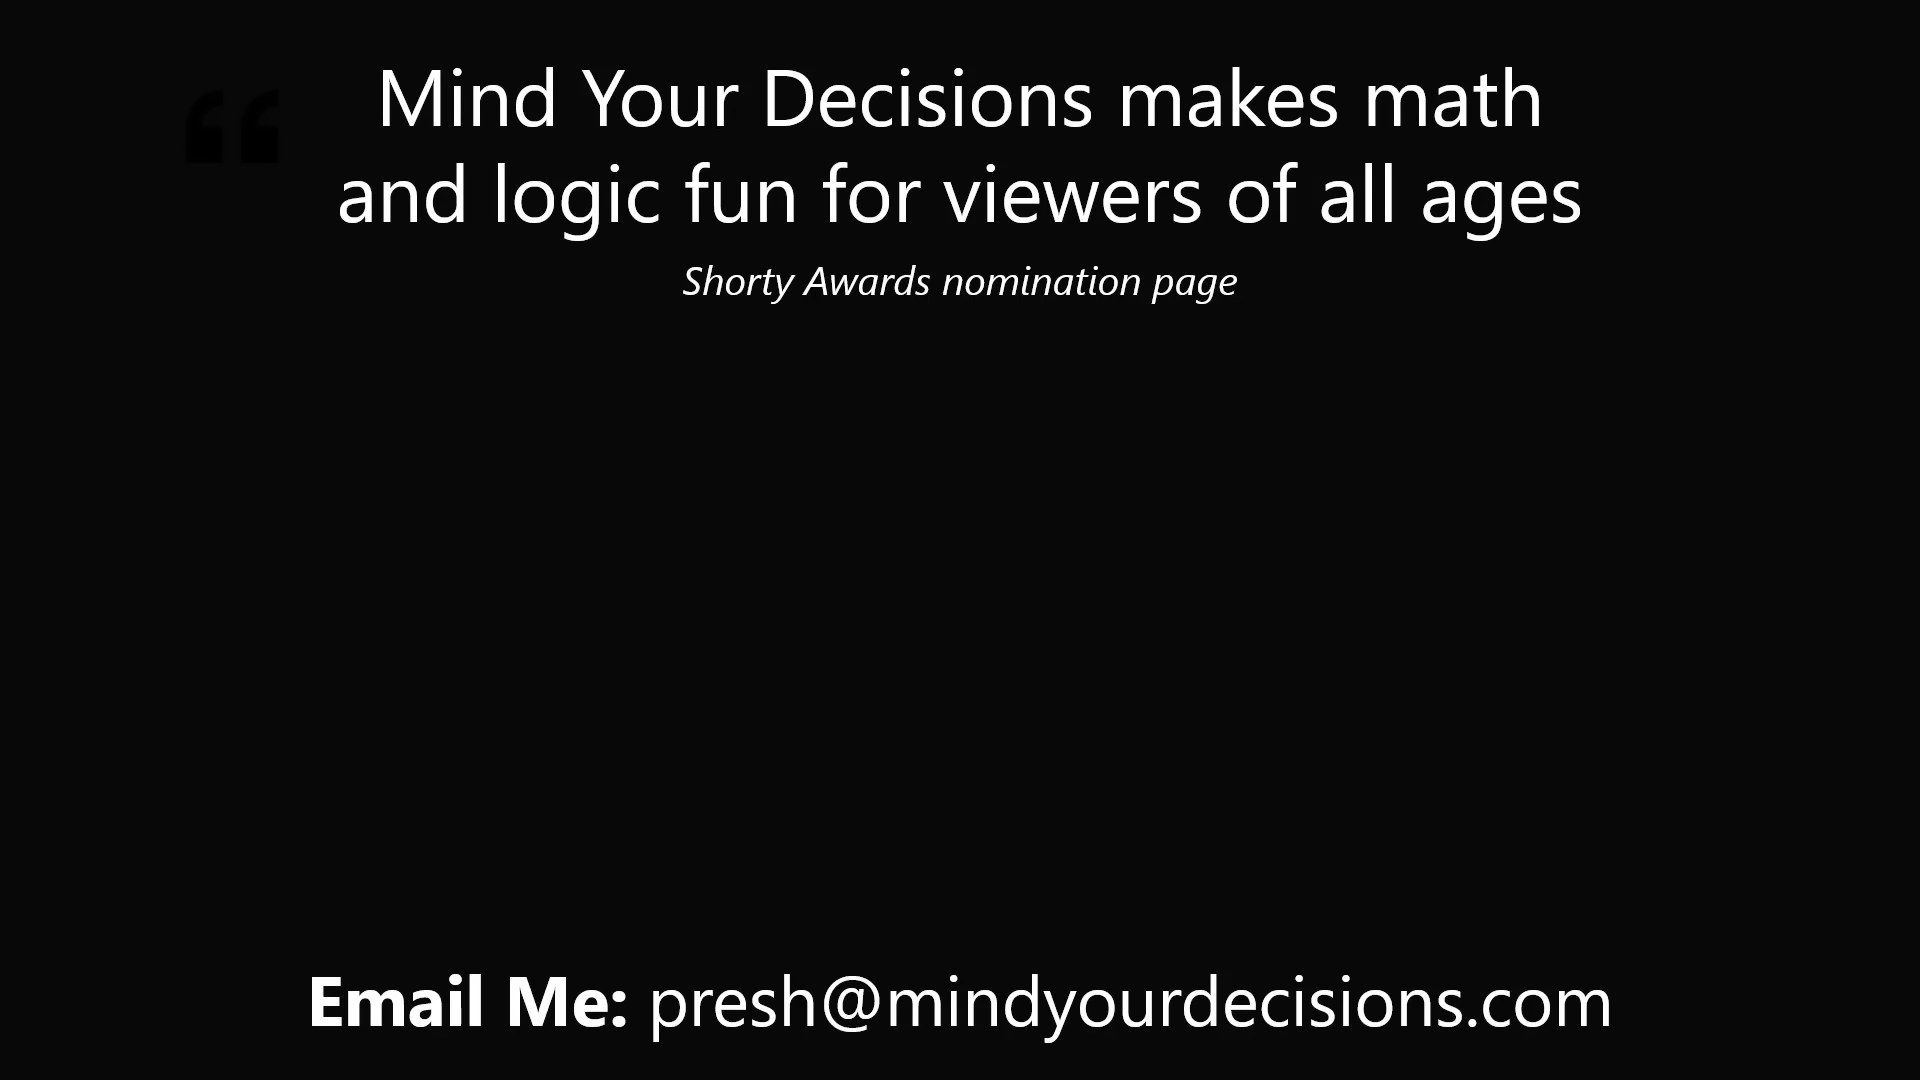 “
Mind Your Decisions makes math
and logic fun for viewers of all ages
Shorty Awards nomination page
Email Me: presh@mindyourdecisions.com